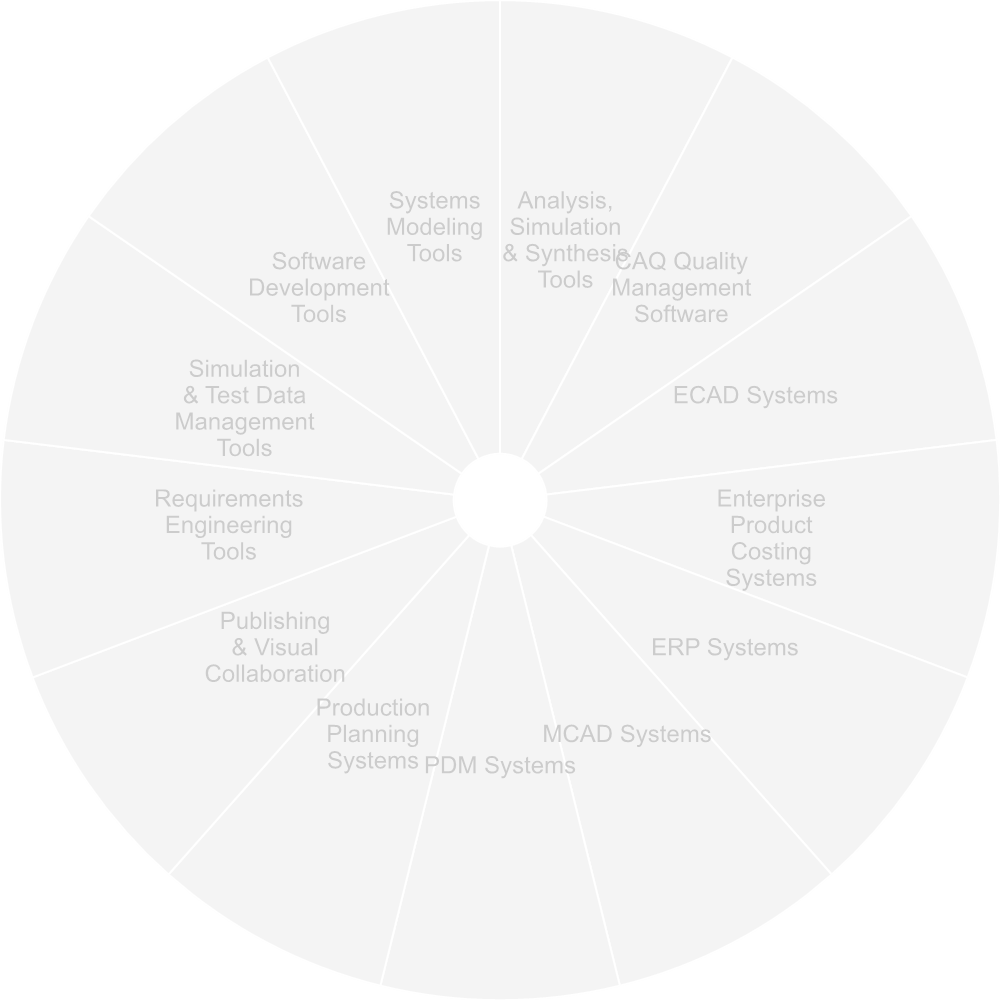 Systems
Modeling
Tools
Analysis,
Simulation
& Synthesis
Tools
CAQ Quality
Management
Software
ECAD Systems
Enterprise
Product
Costing
Systems
ERP Systems
MCAD Systems
PDM Systems
Production
Planning
Systems
Publishing
& Visual
Collaboration
Requirements
Engineering
Tools
Simulation
& Test Data
Management
Tools
Software
Development
Tools